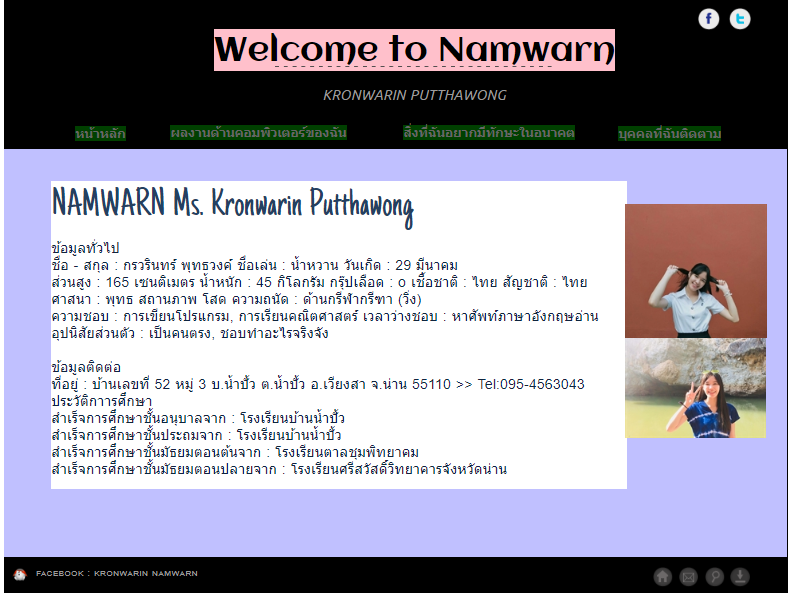 Welcome to Namwarn
KRONWARIN PUTTHAWONG
หน้าหลัก ผลงานด้านคอมพิวเตอร์ของฉัน สิ่งที่ฉันอยากมีทักษะในอนาคต บุคคลที่ฉันติดตาม
NAMWARN Ms. Kronwarin Putthawong
ข้อมูลทั่วไป
ชื่อ - สกุล : กรวรินทร์ พุทธวงค์ ชื่อเล่น : น้ำหวาน วันเกิด : 29 มีนาคม
ส่วนสูง : 165 เซนติเมตร น้ำหนัก : 45 กิโลกรัม กรุ๊ปเลือด : o เชื้อชาติ : ไทย สัญชาติ : ไทย
ศาสนา : พุทธ สถานภาพ โสด ความถนัด : ด้านกรีฬากรีฑา (วิ่ง)
ความชอบ : การเขียนโปรแกรม, การเรียนคณิตศาสตร์ เวลาว่างชอบ : หาศัพท์ภาษาอังกฤษอ่าน
อุปนิสัยส่วนตัว : เป็นคนตรง, ชอบทำอะไรจริงจัง
ข้อมูลติดต่อ
ที่อยู่ : บ้านเลขที่ 52 หมู่ 3 บ.น้ำปั้ว ต.น้ำปั้ว อ.เวียงสา จ.น่าน 55110 >> Tel:095-4563043
ประวัติกาารศึกษา
สำเร็จการศึกษาชั้นอนุบาลจาก : โรงเรียนบ้านน้ำปั้ว
สำเร็จการศึกษาชั้นประถมจาก : โรงเรียนบ้านน้ำปั้ว
สำเร็จการศึกษาชั้นมัธยมตอนต้นจาก : โรงเรียนตาลชุมพิทยาคม
สำเร็จการศึกษาชั้นมัธยมตอนปลายจาก : โรงเรียนศรีสวัสดิ์วิทยาคารจังหวัดน่าน
FACEBOOK : KRONWARIN NAMWARN